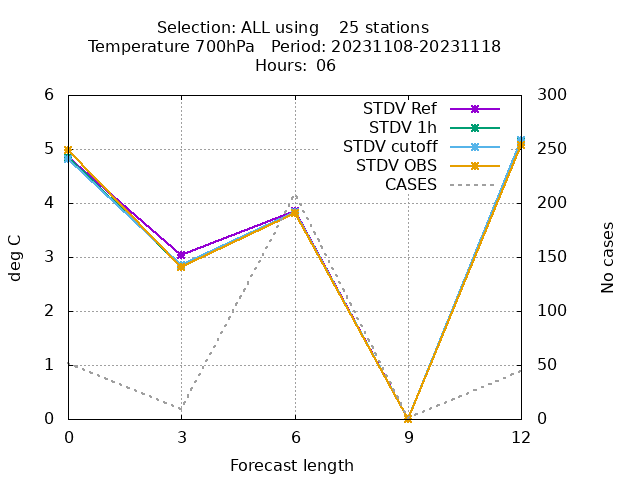 Selection: ALL using    25 stations
Temperature 700hPa   Period: 20231108-20231118
Hours: 06
6
5
4
3
2
1
0
300
250
200
150
100
50
0
STDV Ref
STDV 1h
STDV cutoff
STDV OBS
CASES
deg C
No cases
0 3 6 9 12
Forecast length